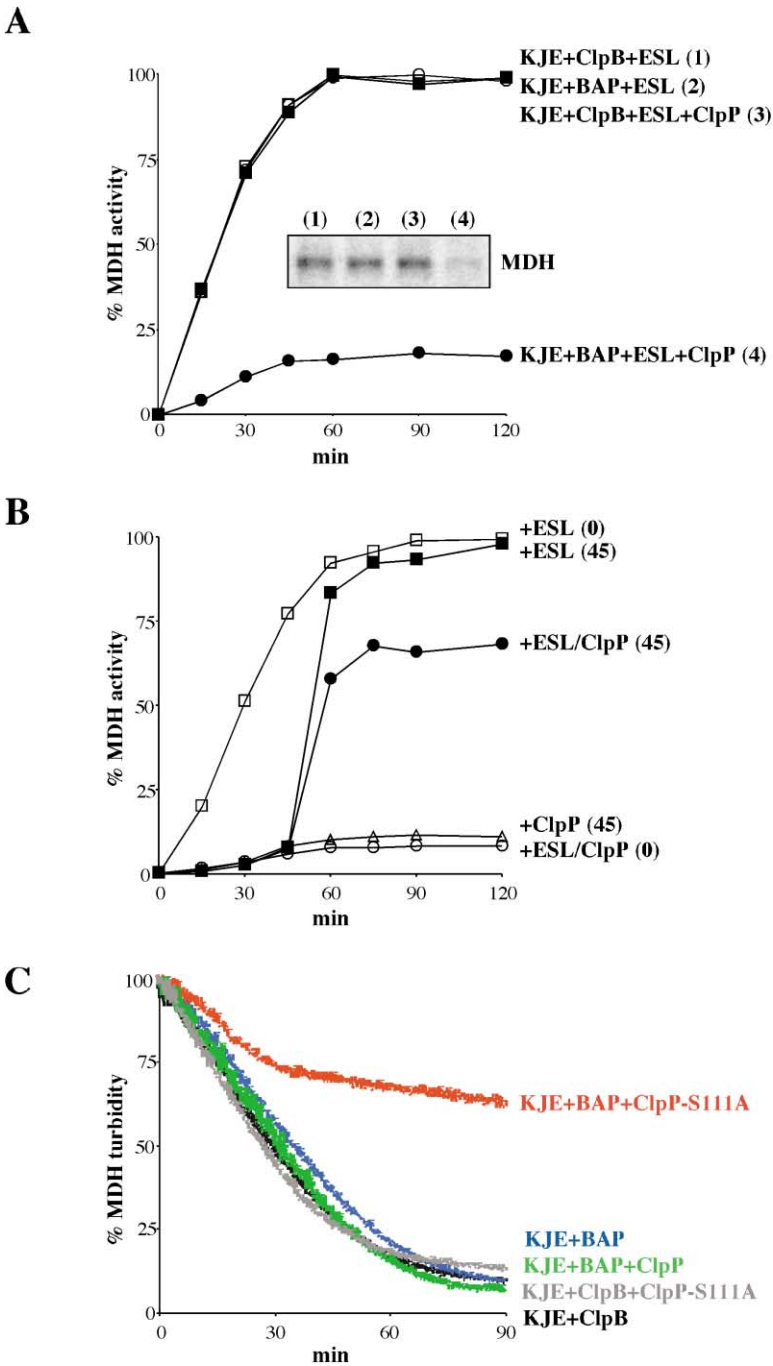 A
KJE+ClpB+ESL (1)
KJE+BAP+ESL (2)
KJE+ClpB+ESL+ClpP (3)
100
75
50
25
0
% MDH activity
(1) (2) (3) (4)
MDH
KJE+BAP+ESL+ClpP (4)
0 30 60 90 120
min
B
+ESL (0)
+ESL (45)
+ESL/ClpP (45)
+ClpP (45)
+ESL/ClpP (0)
100
75
50
25
0
% MDH activity
0 30 60 90 120
min
C
100
75
50
25
0
% MDH turbidity
KJE+BAP+ClpP-S111A
KJE+BAP
KJE+BAP+ClpP
KJE+ClpB+ClpP-S111A
KJE+ClpB
0 30 60 90
min